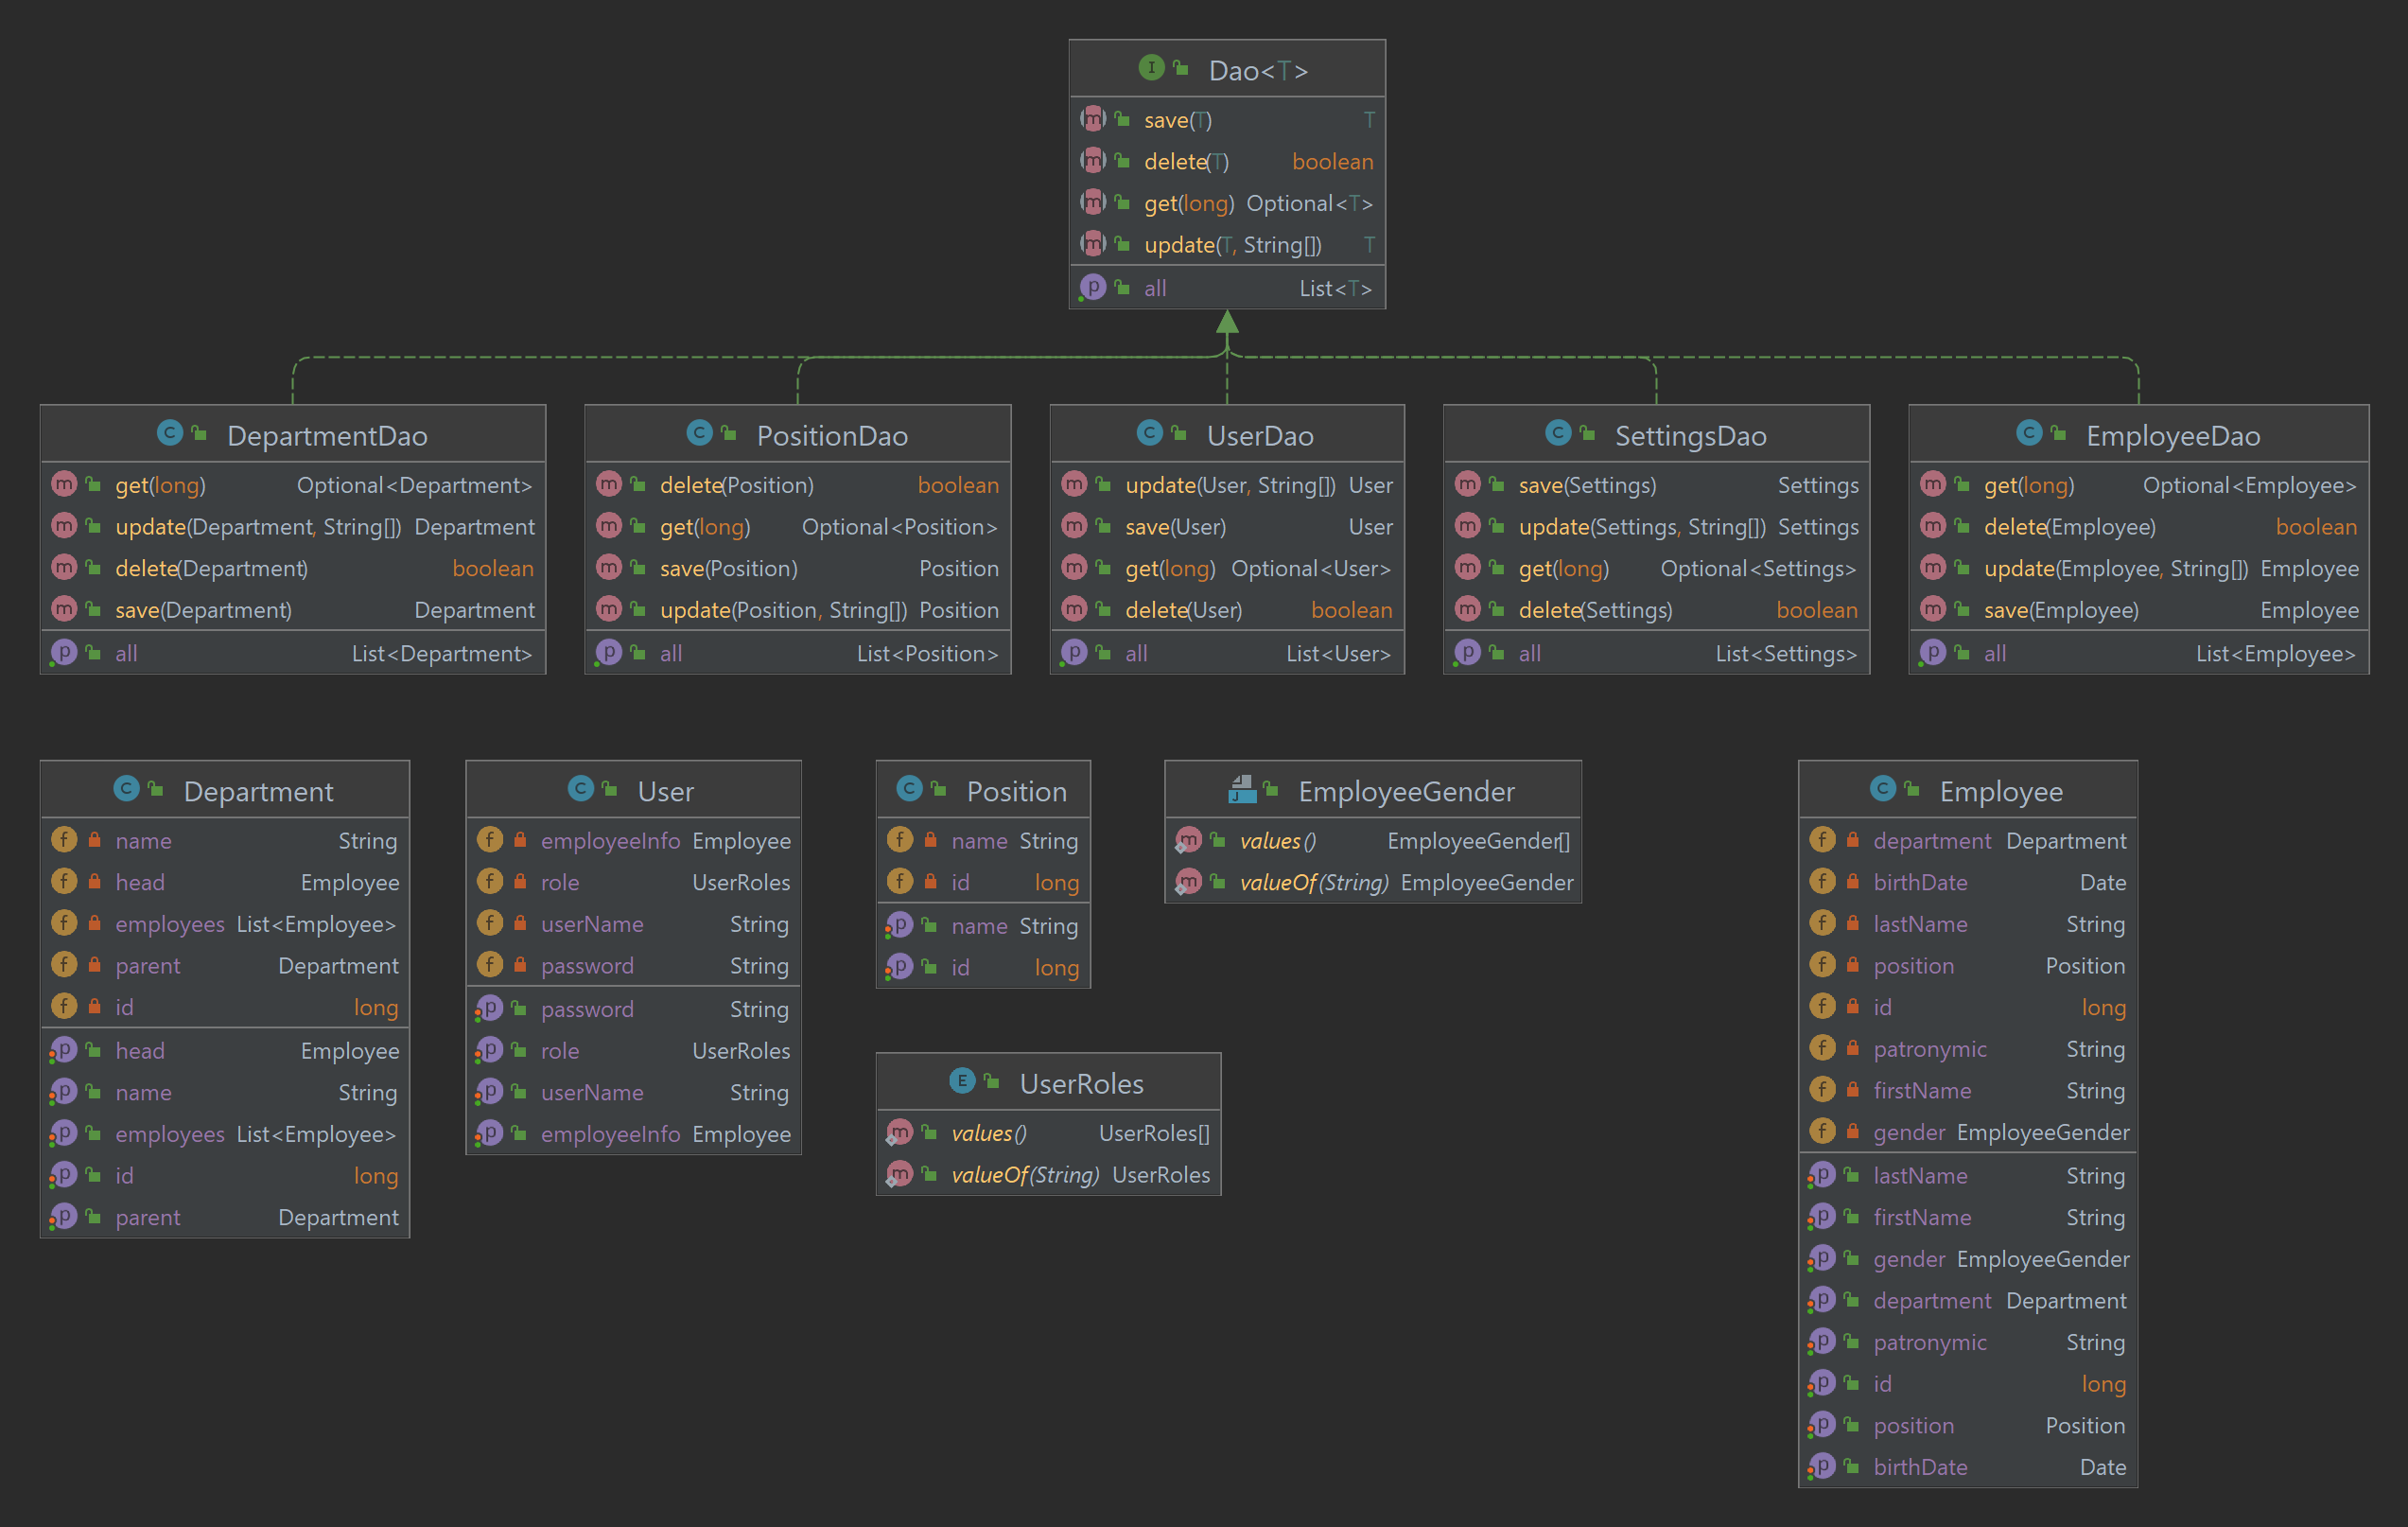 Dao<T>
save(T) T
delete(T) boolean
get(long) Optional<T>
update(T, String[]) T
all List<T>
DepartmentDao
get(long) Optional<Department>
update(Department, String[]) Department
delete(Department) boolean
save(Department) Department
all List<Department>
PositionDao
delete(Position) boolean
get(long) Optional<Position>
save(Position) Position
update(Position, String[]) Position
all List<Position>
UserDao
update(User, String[]) User
save(User) User
get(long) Optional<User>
delete(User) boolean
all List<User>
SettingsDao
save(Settings) Settings
update(Settings, String[]) Settings
get(long) Optional<Settings>
delete(Settings) boolean
all List<Settings>
EmployeeDao
get(long) Optional<Employee>
delete(Employee) boolean
update(Employee, String[]) Employee
save(Employee) Employee
all List<Employee>
Department
name String
head Employee
employees List<Employee>
parent Department
id long
head Employee
name String
employees List<Employee>
id long
parent Department
User
employeeInfo Employee
role UserRoles
userName String
password String
password String
role UserRoles
userName String
employeeInfo Employee
Position
name String
id long
name String
id long
EmployeeGender
values() EmployeeGender[]
valueOf(String) EmployeeGender
UserRoles
values() UserRoles[]
valueOf(String) UserRoles
Employee
department Department
birthDate Date
lastName String
position Position
id long
patronymic String
firstName String
gender EmployeeGender
lastName String
firstName String
gender EmployeeGender
department Department
patronymic String
id long
position Position
birthDate Date